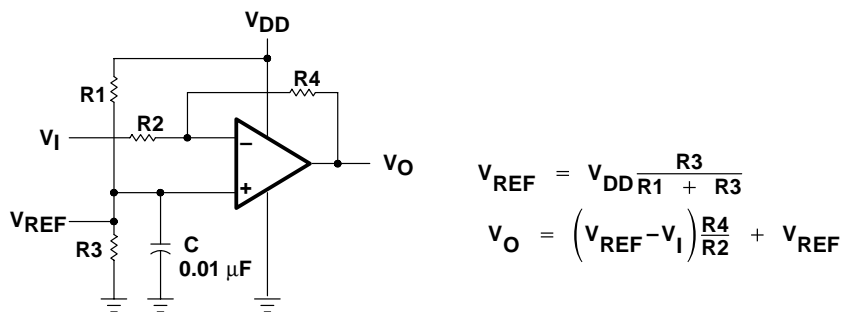 VDD
R1
R4
VI
R2
−
+
VO
VREF
R3
C
0.01 μF
VREF = VDD R3 / R1 + R3
VO = (VREF−VI) R4 / R2 + VREF